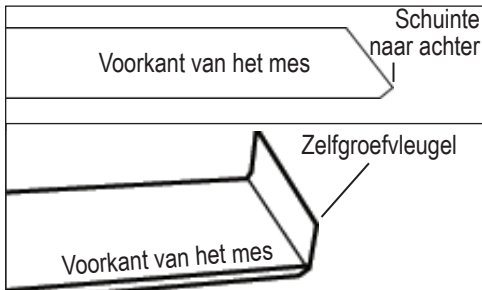 Schuinte
naar achter
Voorkant van het mes
Zelfgroefvleugel
Voorkant van het mes